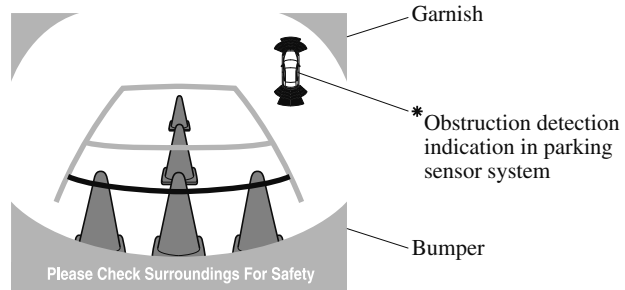 Garnish
*Obstruction detection
indication in parking
sensor system
Bumper
Please Check Surroundings For Safety